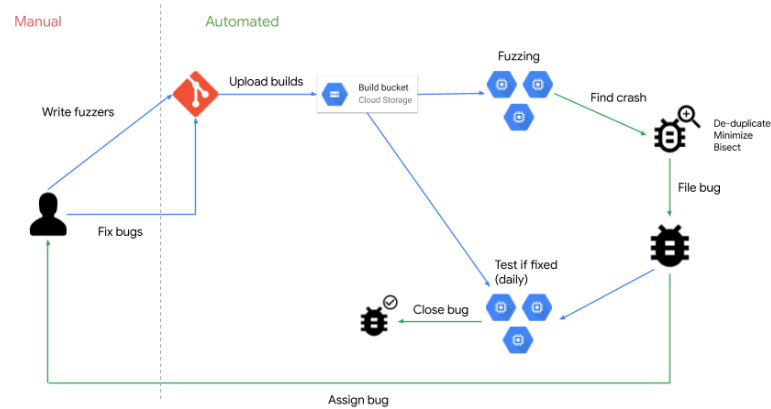 Manual
Automated
Fuzzing
Upload builds
Build bucket
Cloud Storage
Find crash
Write fuzzers
De-duplicate
Minimize
Bisect
File bug
Fix bugs
Test if fixed
(daily)
Close bug
Assign bug